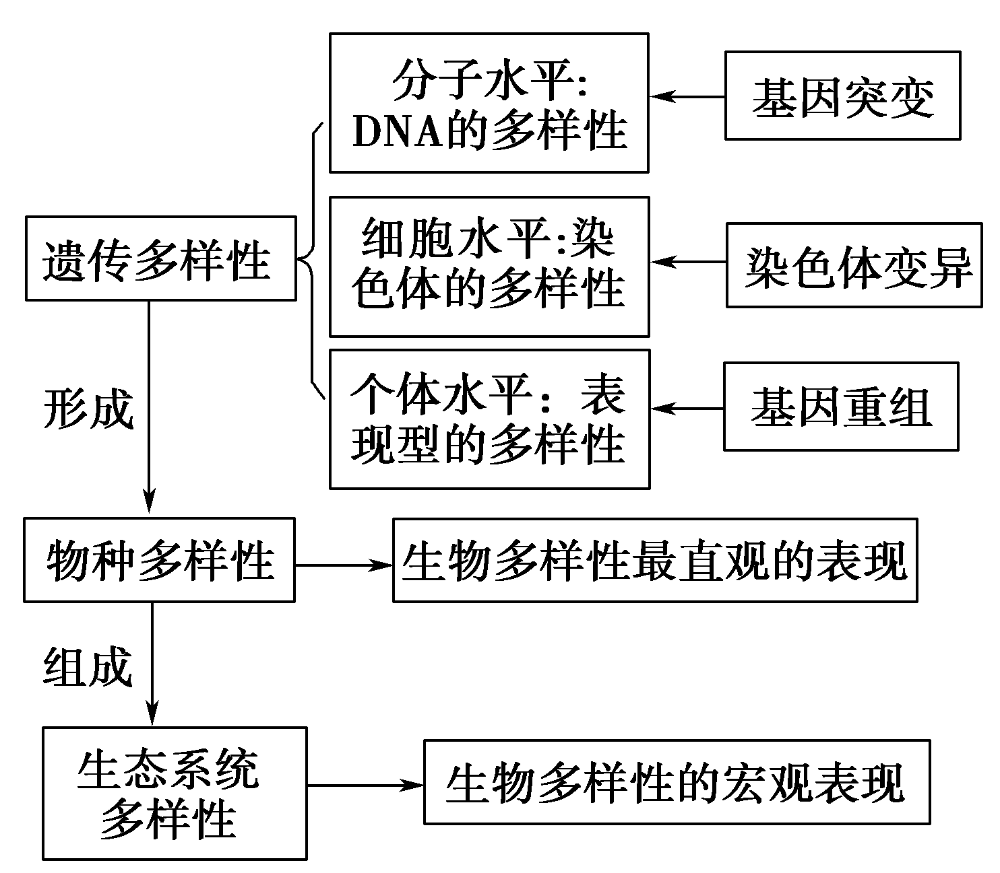 分子水平:
DNA的多样性
基因突变
遗传多样性
细胞水平:染
色体的多样性
染色体变异
个体水平：表
现型的多样性
基因重组
形成
物种多样性
生物多样性最直观的表现
组成
生态系统
多样性
生物多样性的宏观表现